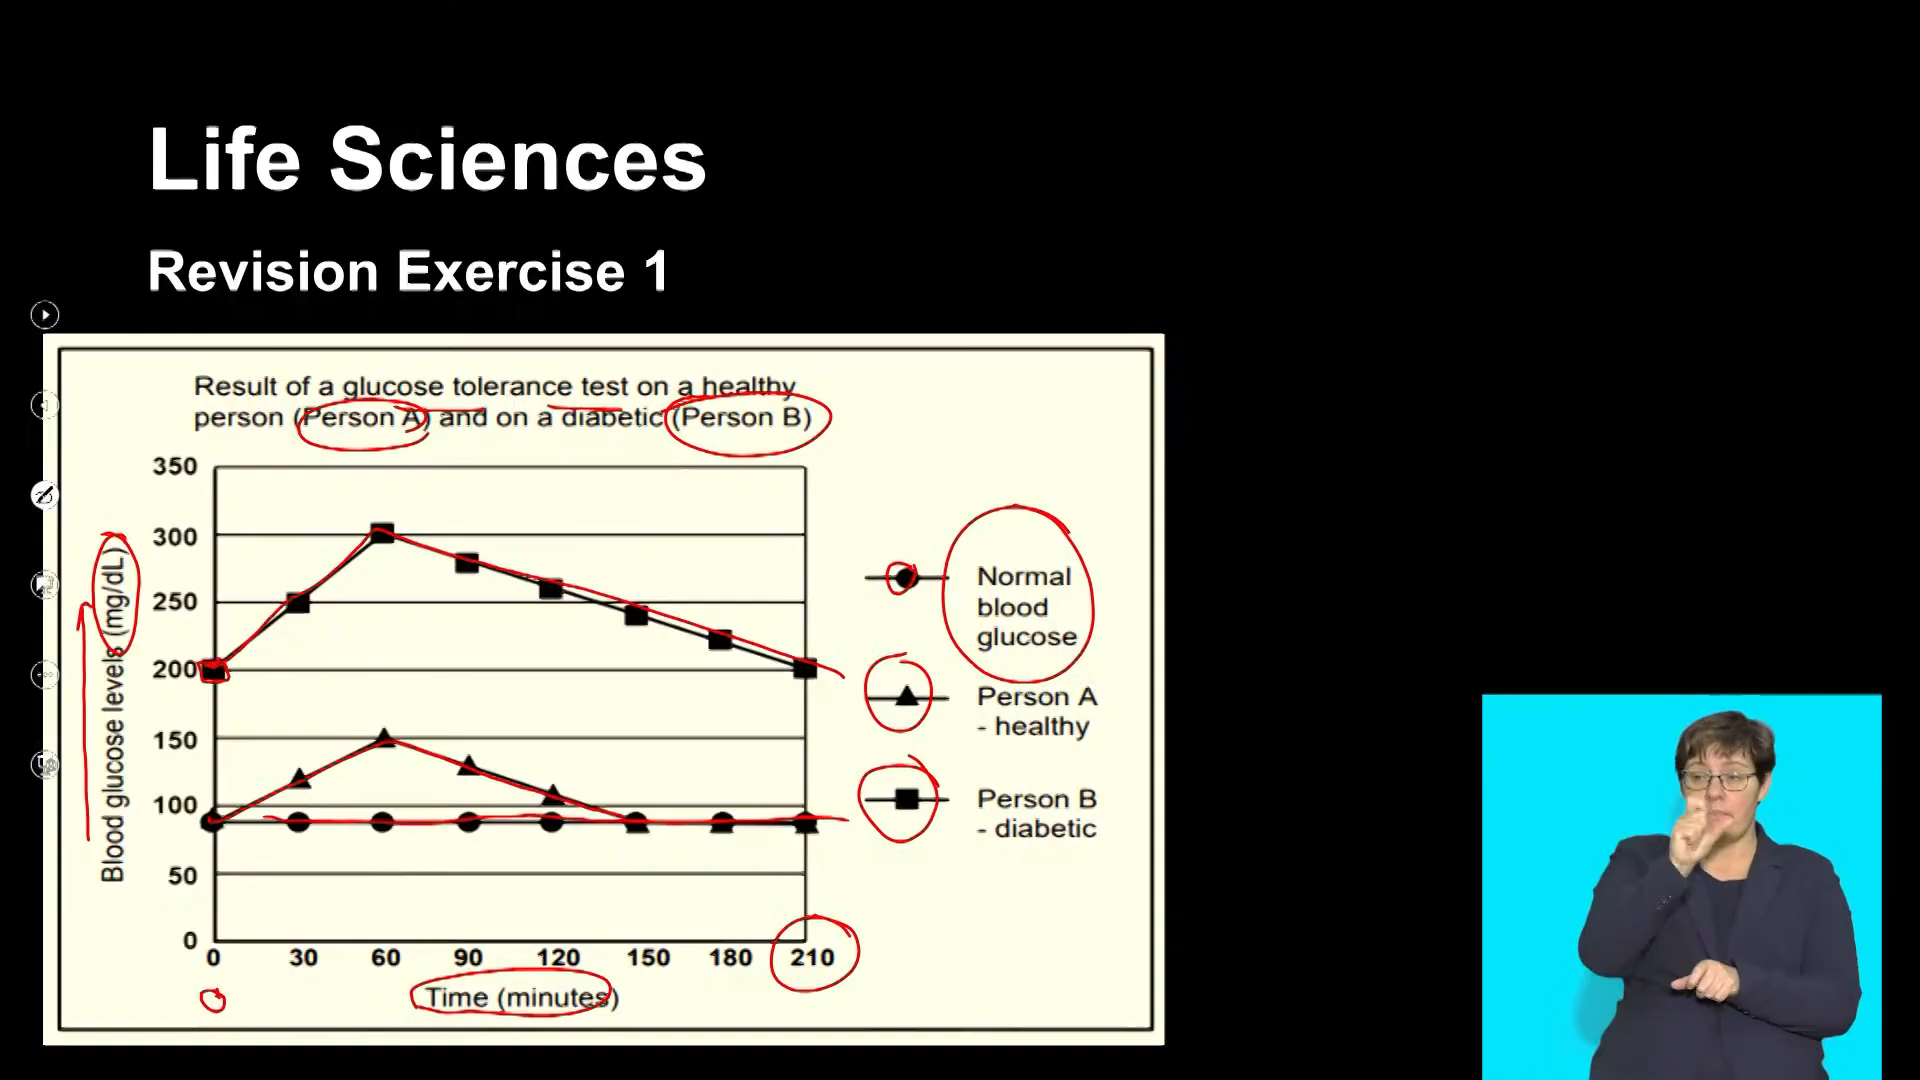 Life Sciences
Revision Exercise 1
Result of a glucose tolerance test on a healthy
person (Person A) and on a diabetic (Person B)
350
300
250
200
150
100
50
0
Blood glucose levels (mg/dL)
0 30 60 90 120 150 180 210
Time (minutes)
Normal
blood
glucose
Person A
- healthy
Person B
- diabetic